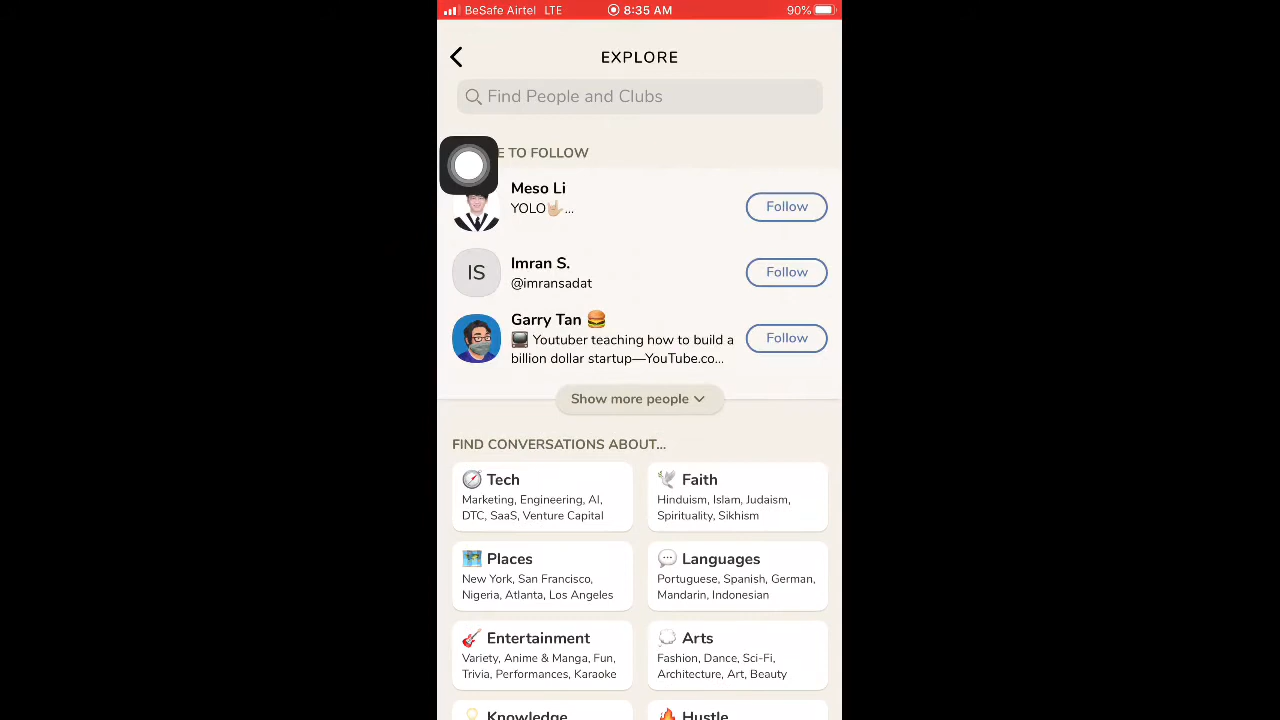 BeSafe Airtel LTE 8:35 AM 90%
EXPLORE
Find People and Clubs
TO FOLLOW
Meso Li
YOLO🤟🏼...
Follow
IS
Imran S.
@imransadat
Follow
Garry Tan 🍔
📺 Youtuber teaching how to build a
billion dollar startup—YouTube.co...
Follow
Show more people
FIND CONVERSATIONS ABOUT...
🧭 Tech
Marketing, Engineering, AI,
DTC, SaaS, Venture Capital
🕊 Faith
Hinduism, Islam, Judaism,
Spirituality, Sikhism
🗺 Places
New York, San Francisco,
Nigeria, Atlanta, Los Angeles
💬 Languages
Portuguese, Spanish, German,
Mandarin, Indonesian
🎸 Entertainment
Variety, Anime & Manga, Fun,
Trivia, Performances, Karaoke
💭 Arts
Fashion, Dance, Sci-Fi,
Architecture, Art, Beauty
💡 Knowledge
🔥 Hustle